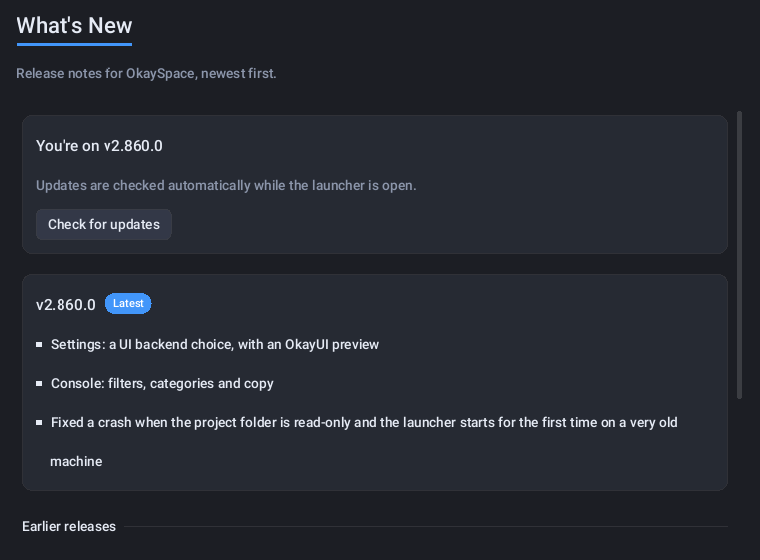 What's New
Release notes for OkaySpace, newest first.
You're on v2.860.0
Updates are checked automatically while the launcher is open.
Check for updates
v2.860.0 Latest
Settings: a UI backend choice, with an OkayUI preview
Console: filters, categories and copy
Fixed a crash when the project folder is read-only and the launcher starts for the first time on a very old
machine
Earlier releases